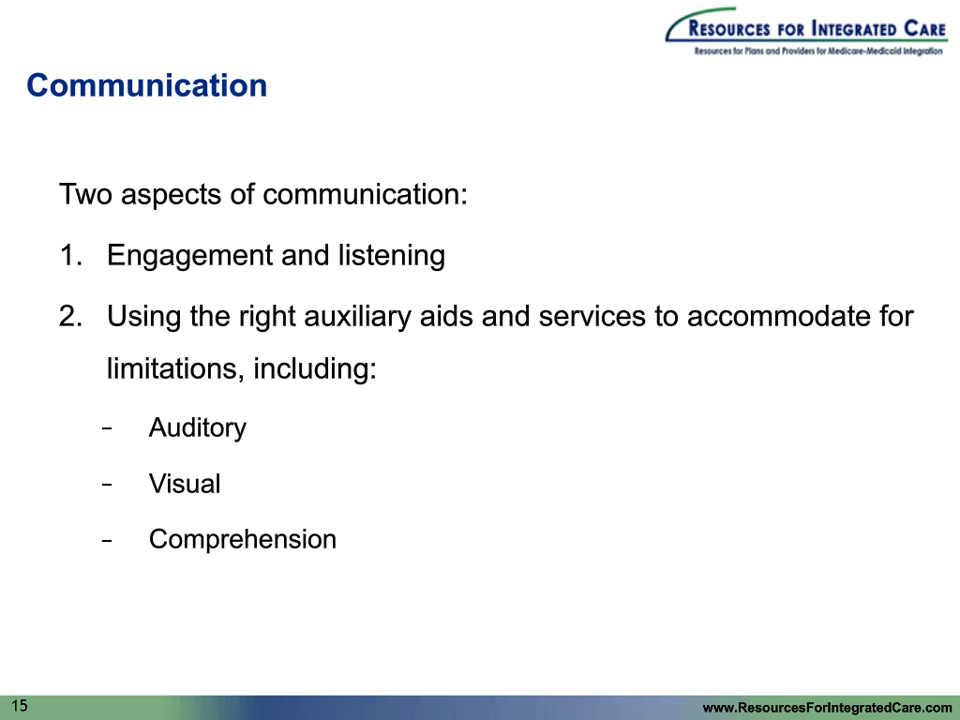 RESOURCES FOR INTEGRATED CARE
Resources for Plans and Providers for Medicare-Medicaid Integration
Communication
Two aspects of communication:
1. Engagement and listening
2. Using the right auxiliary aids and services to accommodate for
limitations, including:
– Auditory
– Visual
– Comprehension
15
www.ResourcesForIntegratedCare.com